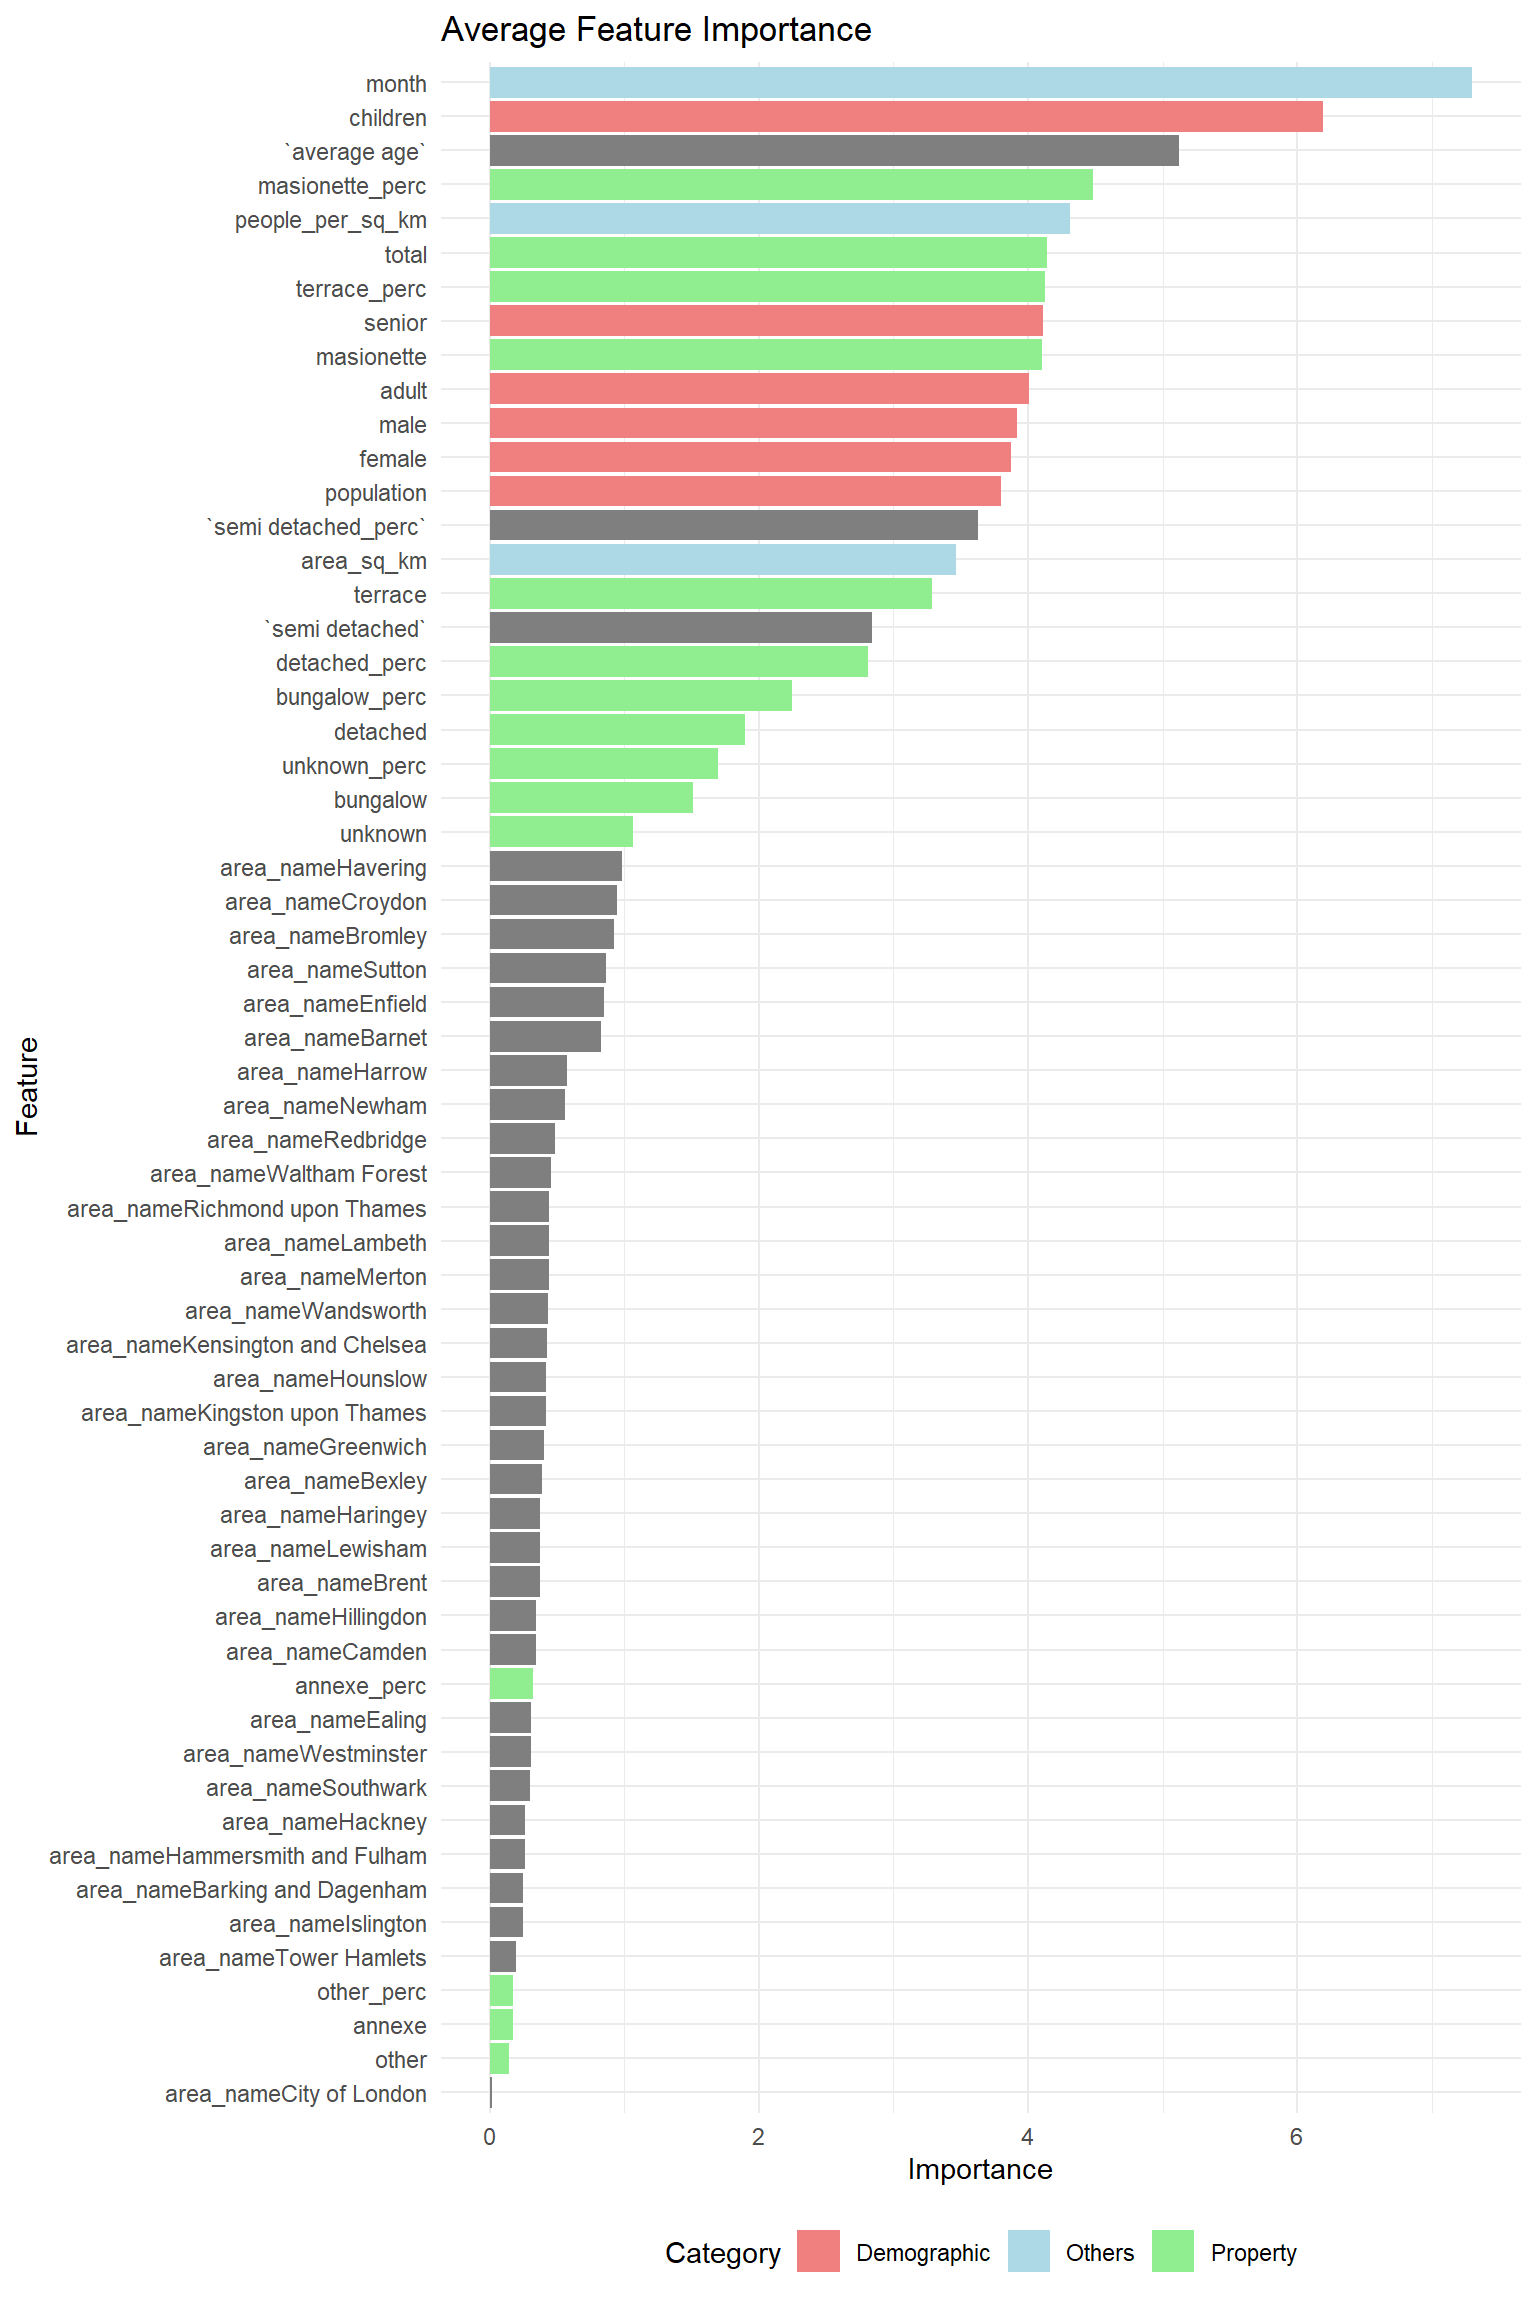 Average Feature Importance
month
children
`average age`
masionette_perc
people_per_sq_km
total
terrace_perc
senior
masionette
adult
male
female
population
`semi detached_perc`
area_sq_km
terrace
`semi detached`
detached_perc
bungalow_perc
detached
unknown_perc
bungalow
unknown
area_nameHavering
area_nameCroydon
area_nameBromley
area_nameSutton
area_nameEnfield
area_nameBarnet
area_nameHarrow
area_nameNewham
area_nameRedbridge
area_nameWaltham Forest
area_nameRichmond upon Thames
area_nameLambeth
area_nameMerton
area_nameWandsworth
area_nameKensington and Chelsea
area_nameHounslow
area_nameKingston upon Thames
area_nameGreenwich
area_nameBexley
area_nameHaringey
area_nameLewisham
area_nameBrent
area_nameHillingdon
area_nameCamden
annexe_perc
area_nameEaling
area_nameWestminster
area_nameSouthwark
area_nameHackney
area_nameHammersmith and Fulham
area_nameBarking and Dagenham
area_nameIslington
area_nameTower Hamlets
other_perc
annexe
other
area_nameCity of London
Feature
0 2 4 6
Importance
Category Demographic Others Property